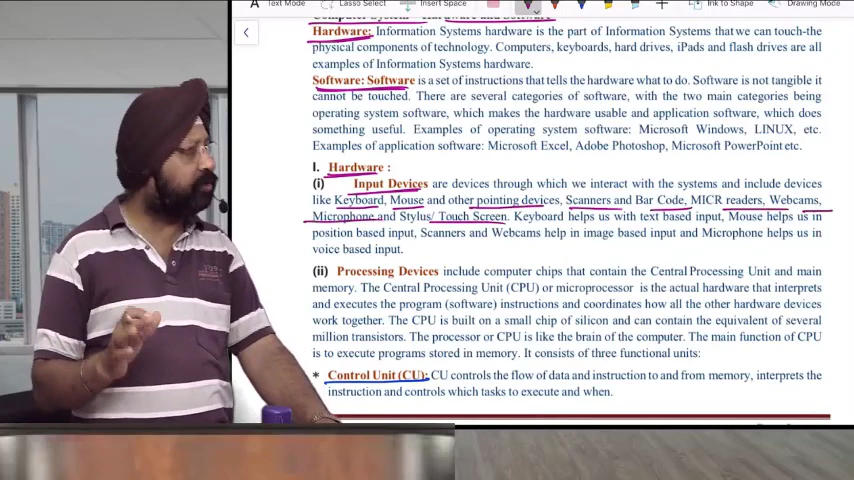 Text Mode
Lasso Select
Insert Space
Ink to Shape
Drawing Mode
Computer System - Hardware and Software
Hardware: Information Systems hardware is the part of Information Systems that we can touch-the
physical components of technology. Computers, keyboards, hard drives, iPads and flash drives are all
examples of Information Systems hardware.
Software: Software is a set of instructions that tells the hardware what to do. Software is not tangible it
cannot be touched. There are several categories of software, with the two main categories being
operating system software, which makes the hardware usable and application software, which does
something useful. Examples of operating system software: Microsoft Windows, LINUX, etc.
Examples of application software: Microsoft Excel, Adobe Photoshop, Microsoft PowerPoint etc.
I. Hardware :
(i) Input Devices are devices through which we interact with the systems and include devices
like Keyboard, Mouse and other pointing devices, Scanners and Bar Code, MICR readers, Webcams,
Microphone and Stylus/ Touch Screen. Keyboard helps us with text based input, Mouse helps us in
position based input, Scanners and Webcams help in image based input and Microphone helps us in
voice based input.
(ii) Processing Devices include computer chips that contain the Central Processing Unit and main
memory. The Central Processing Unit (CPU) or microprocessor is the actual hardware that interprets
and executes the program (software) instructions and coordinates how all the other hardware devices
work together. The CPU is built on a small chip of silicon and can contain the equivalent of several
million transistors. The processor or CPU is like the brain of the computer. The main function of CPU
is to execute programs stored in memory. It consists of three functional units:
* Control Unit (CU): CU controls the flow of data and instruction to and from memory, interprets the
instruction and controls which tasks to execute and when.